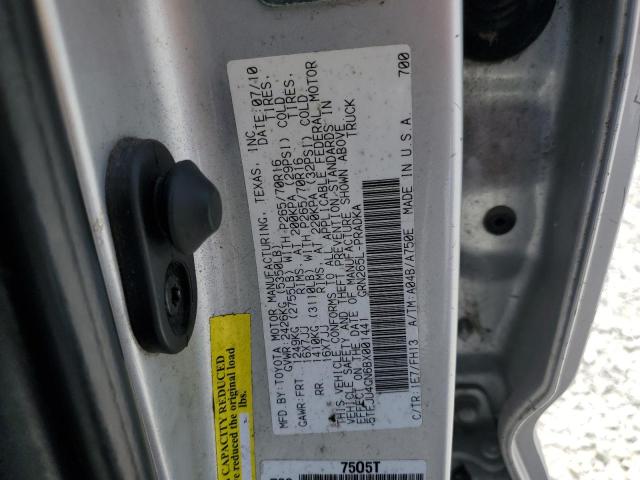 MFD.BY:TOYOTA MOTOR MANUFACTURING, TEXAS, INC.
GVWR:2426KG (5350LB) DATE:07/10
GAWR:FRT 1249KG (2755LB) WITH P265/70R16 TIRES.
16X7JJ RIMS, AT 200KPA (29PSI) COLD
RR 1410KG (3110LB) WITH P265/70R16 TIRES.
16X7JJ RIMS, AT 220KPA (32PSI) COLD
THIS VEHICLE CONFORMS TO ALL APPLICABLE FEDERAL MOTOR
VEHICLE SAFETY AND THEFT PREVENTION STANDARDS IN
EFFECT ON THE DATE OF MANUFACTURE SHOWN ABOVE.
5TEJU4GN6BX001441 TRUCK
GRN265L-PRADKA
C/TR:1E7/FH13 A/TM:A04B/A750E MADE IN U.S.A 700
CAPACITY REDUCED
reduced the original load
7505T